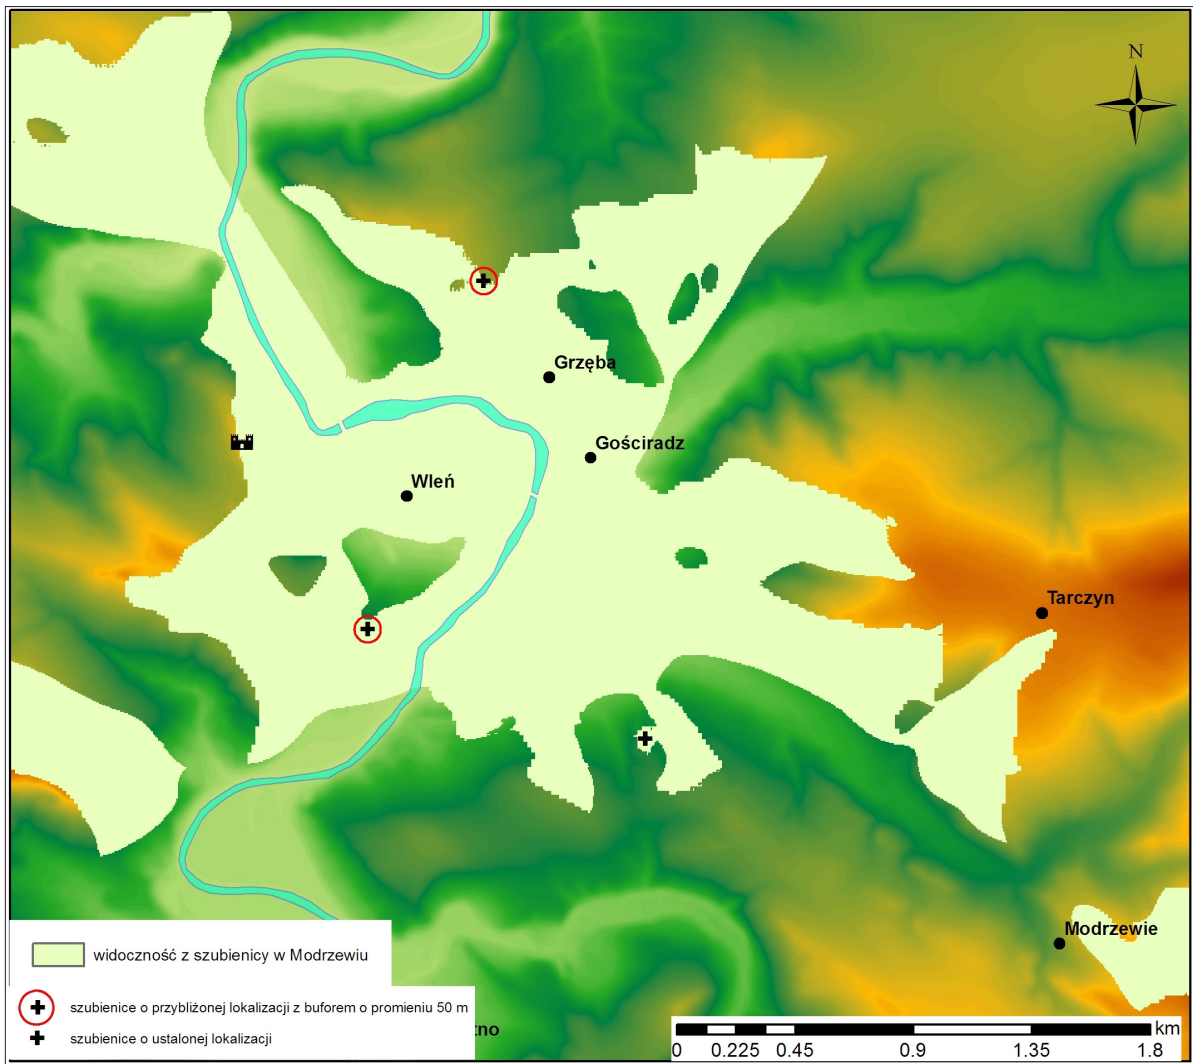 N
Grzęba
Gościradz
Wleń
Tarczyn
Modrzewie
widoczność z szubienicy w Modrzewiu
szubienice o przybliżonej lokalizacji z buforem o promieniu 50 m
szubienice o ustalonej lokalizacji
tno
km
0 0.225 0.45 0.9 1.35 1.8